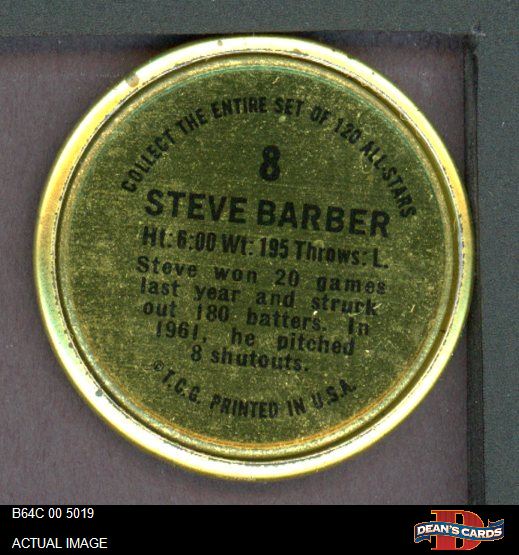 COLLECT THE ENTIRE SET OF 120 ALL-STARS
8
STEVE BARBER
Ht: 6:00 Wt: 195 Throws: L.
Steve won 20 games
last year and struck
out 180 batters. In
1961, he pitched
8 shutouts.
©T.C.G. PRINTED IN U.S.A.
B64C 00 5019
ACTUAL IMAGE
D
DEAN'S CARDS